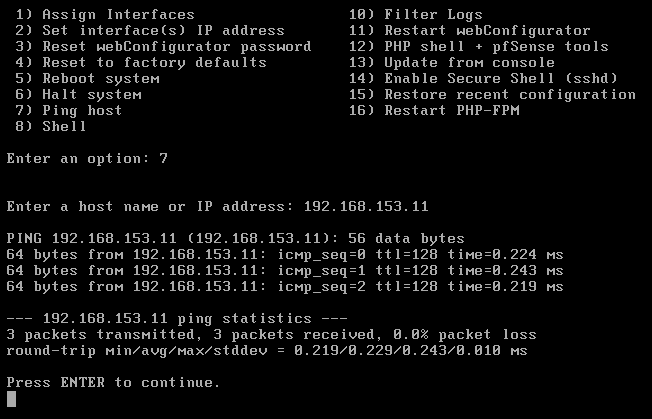 1) Assign Interfaces                  10) Filter Logs
2) Set interface(s) IP address        11) Restart webConfigurator
3) Reset webConfigurator password     12) PHP shell + pfSense tools
4) Reset to factory defaults          13) Update from console
5) Reboot system                      14) Enable Secure Shell (sshd)
6) Halt system                        15) Restore recent configuration
7) Ping host                          16) Restart PHP-FPM
8) Shell
Enter an option: 7
Enter a host name or IP address: 192.168.153.11
PING 192.168.153.11 (192.168.153.11): 56 data bytes
64 bytes from 192.168.153.11: icmp_seq=0 ttl=128 time=0.224 ms
64 bytes from 192.168.153.11: icmp_seq=1 ttl=128 time=0.243 ms
64 bytes from 192.168.153.11: icmp_seq=2 ttl=128 time=0.219 ms
--- 192.168.153.11 ping statistics ---
3 packets transmitted, 3 packets received, 0.0% packet loss
round-trip min/avg/max/stddev = 0.219/0.229/0.243/0.010 ms
Press ENTER to continue.